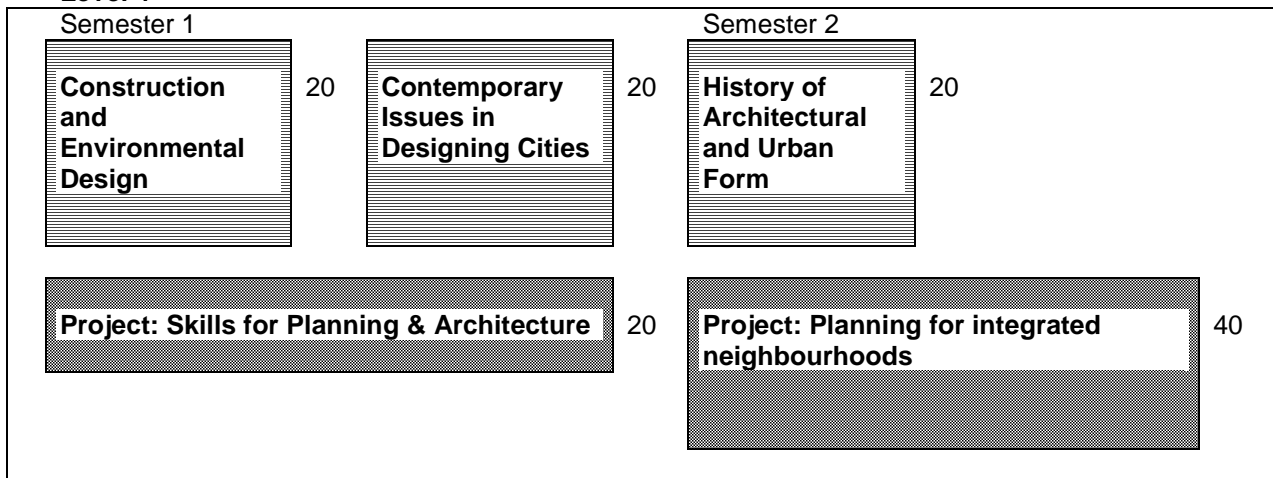 Semester 1
Semester 2
Construction
and
Environmental
Design
20
Contemporary
Issues in
Designing Cities
20
History of
Architectural
and Urban
Form
20
Project: Skills for Planning & Architecture
20
Project: Planning for integrated
neighbourhoods
40